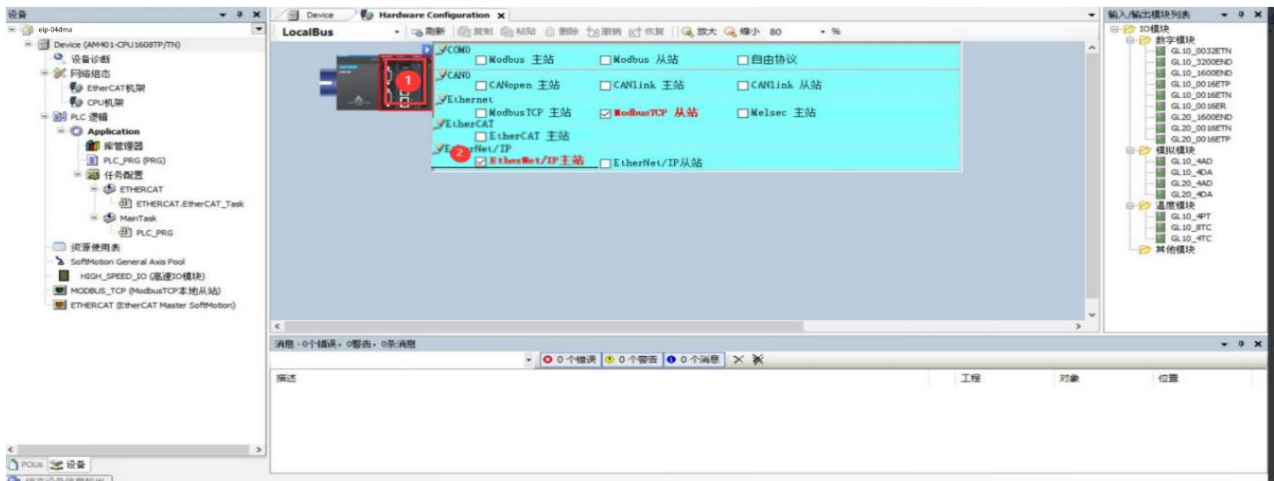 设备
Device
Hardware Configuration
输入/输出模块列表
eip-04dma
Device (AM401-CPU1608TP/TN)
设备诊断
网络组态
EtherCAT机架
CPU机架
PLC 逻辑
Application
库管理器
PLC_PRG (PRG)
任务配置
ETHERCAT
ETHERCAT.EtherCAT_Task
MainTask
PLC_PRG
资源使用表
SoftMotion General Axis Pool
HIGH_SPEED_IO (高速IO模块)
MODBUS_TCP (ModbusTCP本地从站)
ETHERCAT (EtherCAT Master SoftMotion)
POUs 设备
LocalBus 刷新 复制 粘贴 删除 撤销 恢复 放大 缩小 80 %
1
COM0
Modbus 主站 Modbus 从站 自由协议
CAN0
CANopen 主站 CANlink 主站 CANlink 从站
Ethernet
ModbusTCP 主站 ModbusTCP 从站 Melsec 主站
EtherCAT
EtherCAT 主站
2
EtherNet/IP主站 EtherNet/IP从站
消息 - 0个错误，0警告，0条消息
0 个错误 0 个警告 0 个消息
描述 工程 对象 位置
IO模块
数字模块
GL10_0032ETN
GL10_3200END
GL10_1600END
GL10_0016ETP
GL10_0016ETN
GL10_0016ER
GL20_1600END
GL20_0016ETN
GL20_0016ETP
模拟模块
GL10_4AD
GL10_4DA
GL20_4AD
GL20_4DA
温度模块
GL10_4PT
GL10_8TC
GL10_4TC
其他模块